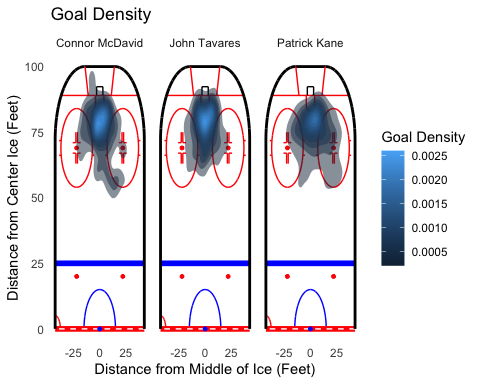 Goal Density
Connor McDavid John Tavares Patrick Kane
Distance from Center Ice (Feet)
100
75
50
25
0
-25 0 25 -25 0 25 -25 0 25
Distance from Middle of Ice (Feet)
Goal Density
0.0025
0.0020
0.0015
0.0010
0.0005